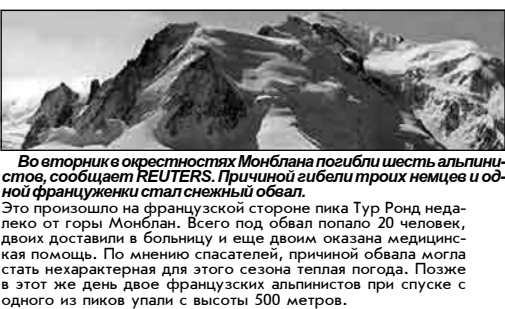 Во вторник в окрестностях Монблана погибли шесть альпини-
стов, сообщает REUTERS. Причиной гибели троих немцев и од-
ной француженки стал снежный обвал.
Это произошло на французской стороне пика Тур Ронд неда-
леко от горы Монблан. Всего под обвал попало 20 человек,
двоих доставили в больницу и еще двоим оказана медицинс-
кая помощь. По мнению спасателей, причиной обвала могла
стать нехарактерная для этого сезона теплая погода. Позже
в этот же день двое французских альпинистов при спуске с
одного из пиков упали с высоты 500 метров.